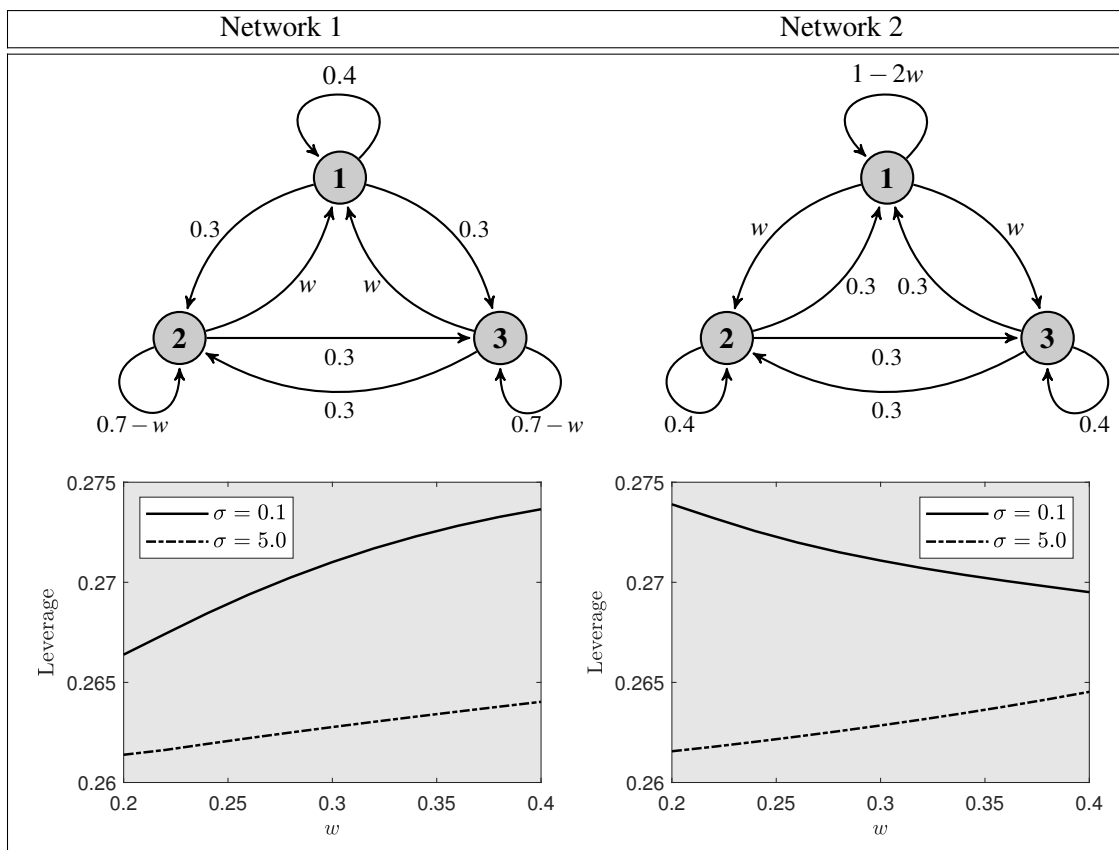 Network 1 Network 2
0.4 1 − 2w
1 1
0.3 0.3 w w
w w 0.3 0.3
2 3 2 3
0.3 0.3
0.3 0.3
0.7 − w 0.7 − w 0.4 0.4
0.275
0.27
0.265
0.26
Leverage
σ = 0.1
σ = 5.0
0.2 0.25 0.3 0.35 0.4
w
0.275
0.27
0.265
0.26
Leverage
σ = 0.1
σ = 5.0
0.2 0.25 0.3 0.35 0.4
w